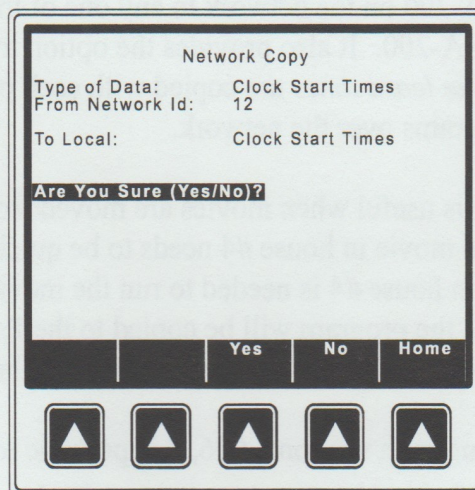 Network Copy
Type of Data: Clock Start Times
From Network Id: 12
To Local: Clock Start Times
Are You Sure (Yes/No)?
Yes No Home